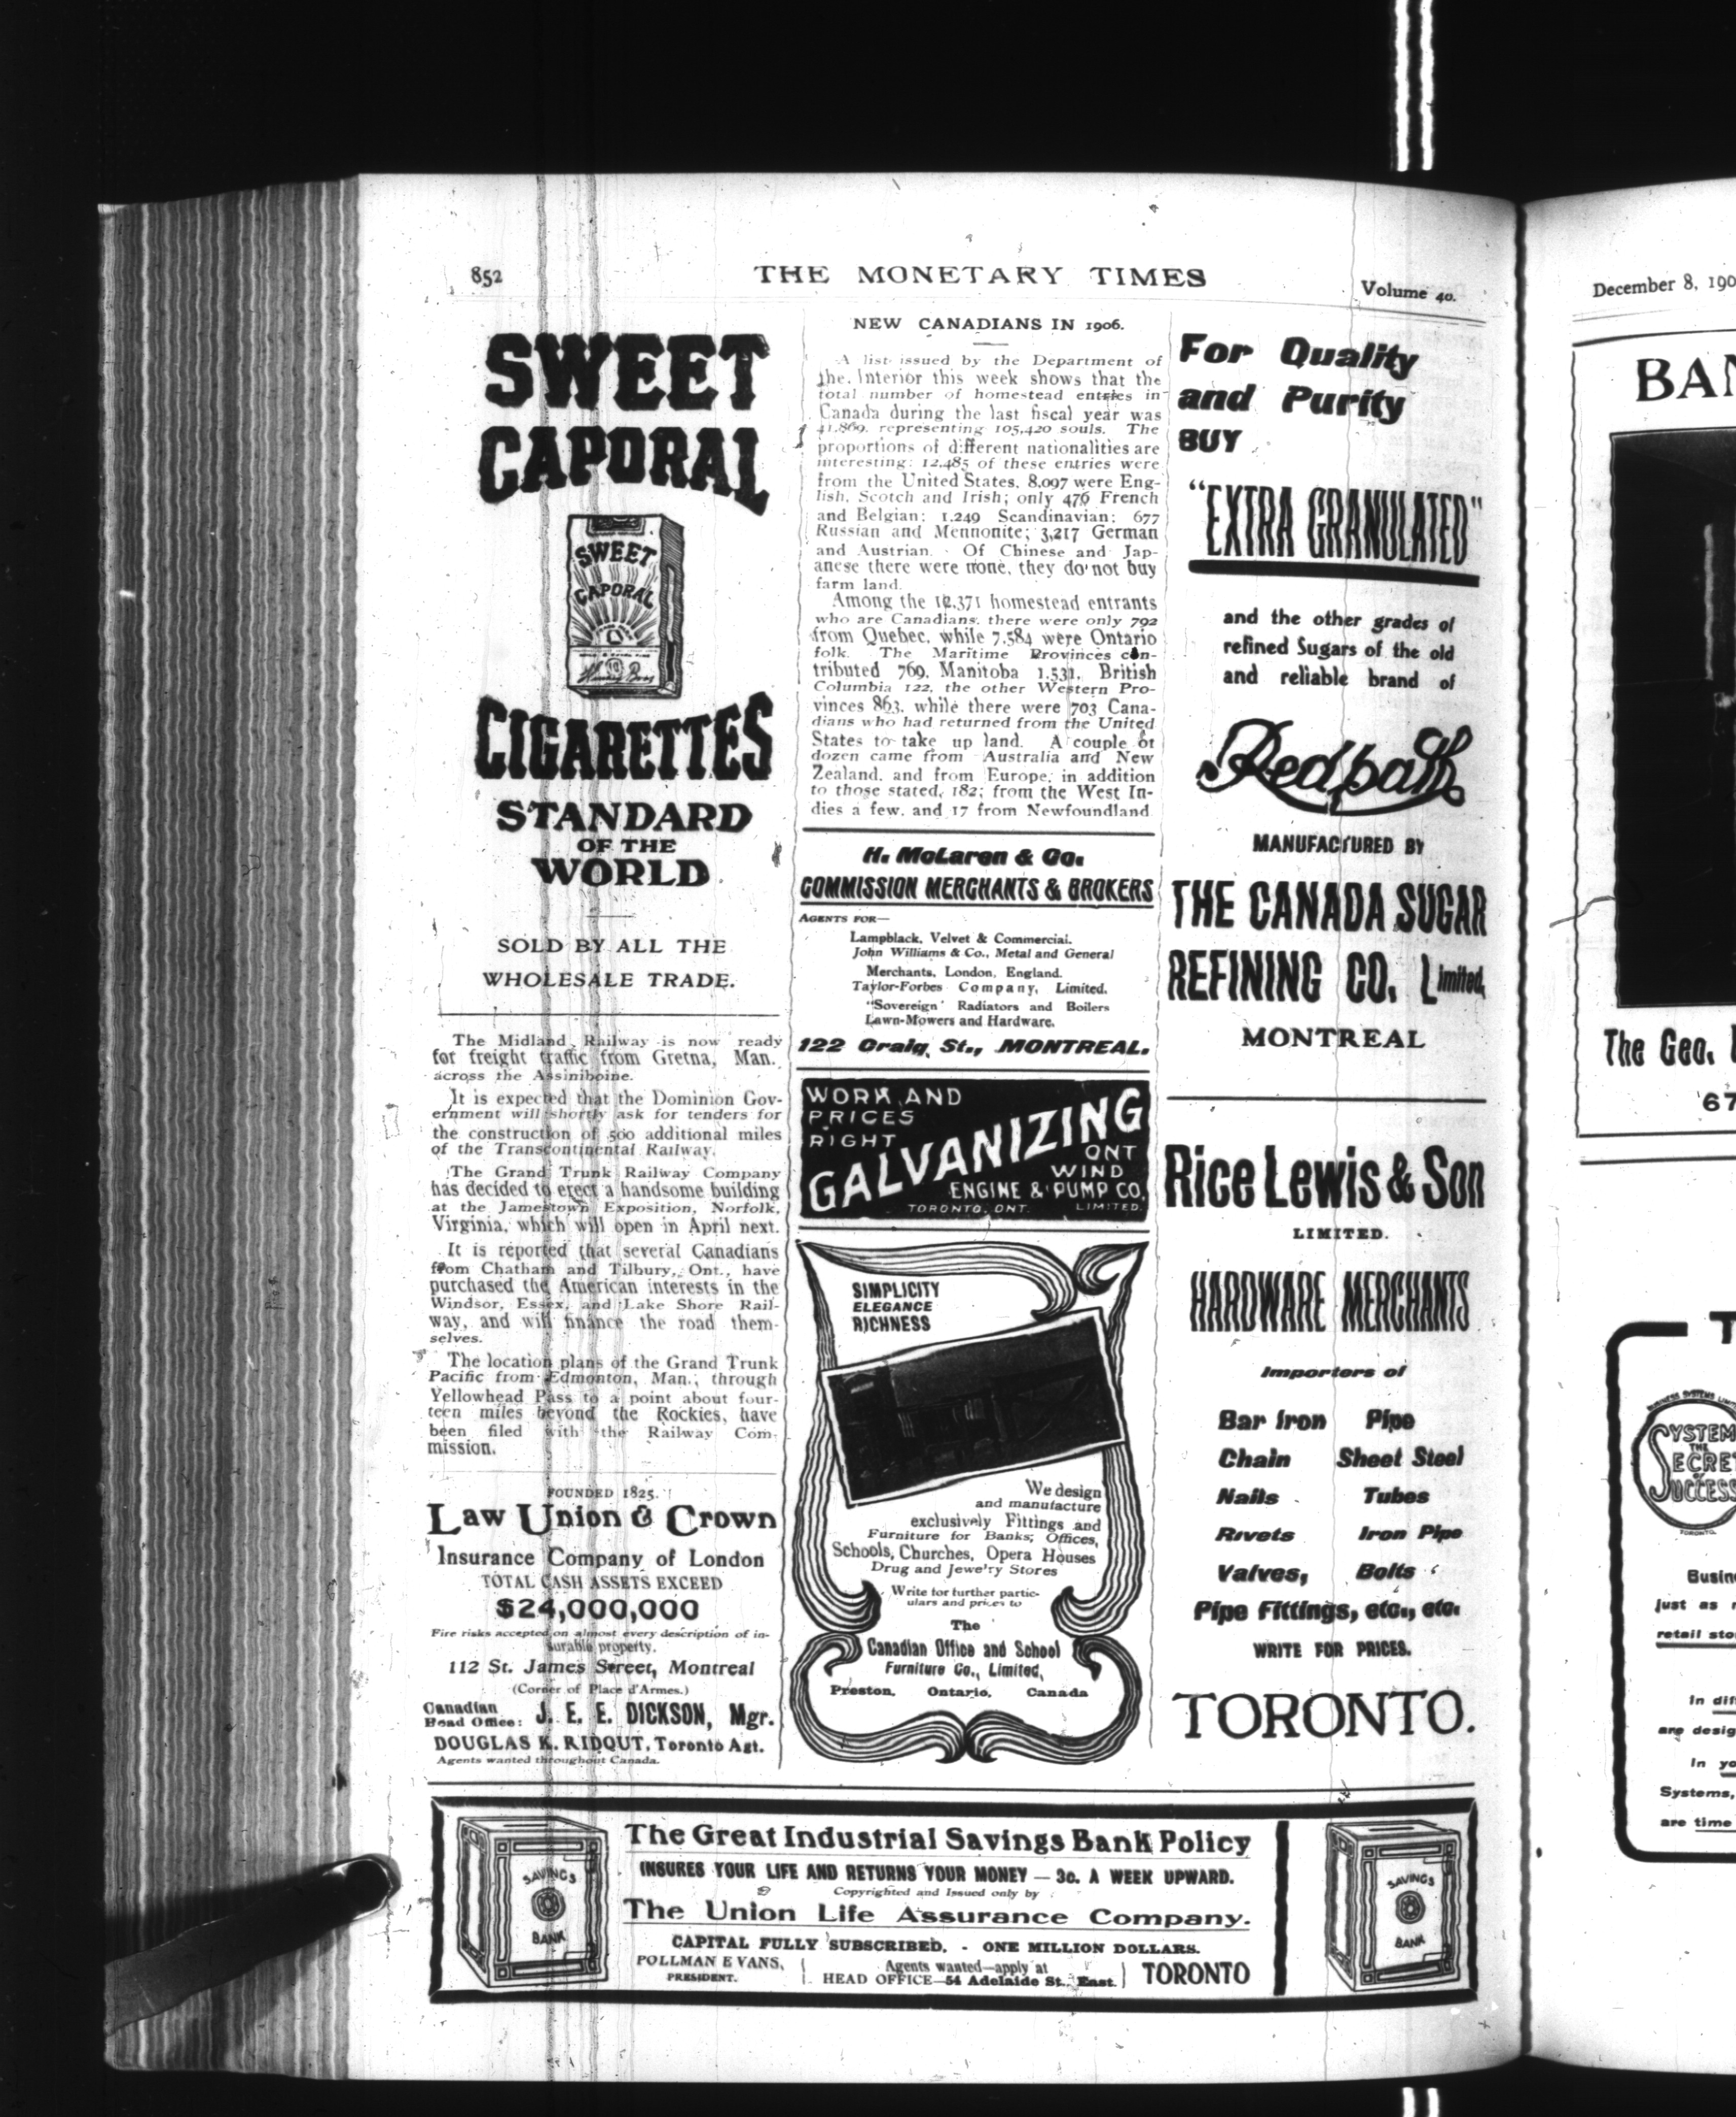 852
THE MONETARY TIMES
Volume 40.
SWEET
CAPORAL
SWEET
CAPORAL
CIGARETTES
STANDARD
OF THE
WORLD
SOLD BY ALL THE
WHOLESALE TRADE.
The Midland Railway is now ready
for freight traffic from Gretna, Man.
across the Assiniboine.
It is expected that the Dominion Gov-
ernment will shortly ask for tenders for
the construction of 500 additional miles
of the Transcontinental Railway.
The Grand Trunk Railway Company
has decided to erect a handsome building
at the Jamestown Exposition, Norfolk,
Virginia, which will open in April next.
It is reported that several Canadians
from Chatham and Tilbury, Ont., have
purchased the American interests in the
Windsor, Essex, and Lake Shore Rail-
way, and will finance the road them-
selves.
The location plans of the Grand Trunk
Pacific from Edmonton, Man., through
Yellowhead Pass to a point about four-
teen miles beyond the Rockies, have
been filed with the Railway Com-
mission.
FOUNDED 1825.
Law Union & Crown
Insurance Company of London
TOTAL CASH ASSETS EXCEED
$24,000,000
Fire risks accepted on almost every description of in-
surable property.
112 St. James Street, Montreal
(Corner of Place d'Armes.)
Canadian
Head Office:
J. E. E. DICKSON, Mgr.
DOUGLAS K. RIDOUT, Toronto Agt.
Agents wanted throughout Canada.
NEW CANADIANS IN 1906.
A list issued by the Department of
the Interior this week shows that the
total number of homestead entries in
Canada during the last fiscal year was
41,869, representing 105,420 souls. The
proportions of different nationalities are
interesting: 12,485 of these entries were
from the United States, 8,097 were Eng-
lish, Scotch and Irish; only 476 French
and Belgian; 1,249 Scandinavian; 677
Russian and Mennonite; 3,217 German
and Austrian. Of Chinese and Jap-
anese there were none, they do not buy
farm land.
Among the 12,371 homestead entrants
who are Canadians, there were only 792
from Quebec, while 7,584 were Ontario
folk. The Maritime Provinces con-
tributed 769, Manitoba 1,531, British
Columbia 122, the other Western Pro-
vinces 863, while there were 703 Cana-
dians who had returned from the United
States to take up land. A couple of
dozen came from Australia and New
Zealand, and from Europe, in addition
to those stated, 182; from the West In-
dies a few, and 17 from Newfoundland
H. McLaren & Co.
COMMISSION MERCHANTS & BROKERS
AGENTS FOR—
Lampblack, Velvet & Commercial.
John Williams & Co., Metal and General
Merchants, London, England.
Taylor-Forbes Company, Limited.
"Sovereign" Radiators and Boilers
Lawn-Mowers and Hardware.
122 Craig St., MONTREAL.
WORK AND
PRICES
RIGHT
GALVANIZING
ONT
WIND
ENGINE & PUMP CO.
TORONTO, ONT. LIMITED.
SIMPLICITY
ELEGANCE
RICHNESS
We design
and manufacture
exclusively Fittings and
Furniture for Banks, Offices,
Schools, Churches, Opera Houses
Drug and Jewelry Stores
Write for further partic-
ulars and prices to
The
Canadian Office and School
Furniture Co., Limited,
Preston, Ontario, Canada
For Quality
and Purity
BUY
"EXTRA GRANULATED"
and the other grades of
refined Sugars of the old
and reliable brand of
Redpath
MANUFACTURED BY
THE CANADA SUGAR
REFINING CO. Limited,
MONTREAL
Rice Lewis & Son
LIMITED.
HARDWARE MERCHANTS
Importers of
Bar Iron Pipe
Chain Sheet Steel
Nails Tubes
Rivets Iron Pipe
Valves, Bolts
Pipe Fittings, etc., etc.
WRITE FOR PRICES.
TORONTO.
SAVINGS
BANK
The Great Industrial Savings Bank Policy
INSURES YOUR LIFE AND RETURNS YOUR MONEY — 3c. A WEEK UPWARD.
Copyrighted and Issued only by
The Union Life Assurance Company.
CAPITAL FULLY SUBSCRIBED, - ONE MILLION DOLLARS.
POLLMAN EVANS,
PRESIDENT.
Agents wanted—apply at
HEAD OFFICE—54 Adelaide St., East.
TORONTO
SAVINGS
BANK
December 8, 190
BAN
The Geo.
67
T
SYSTEM
THE
SECRE
OF
SUCCESS
TORONTO.
Busin
just as
retail sto
In dif
are desig
In yo
Systems,
are time